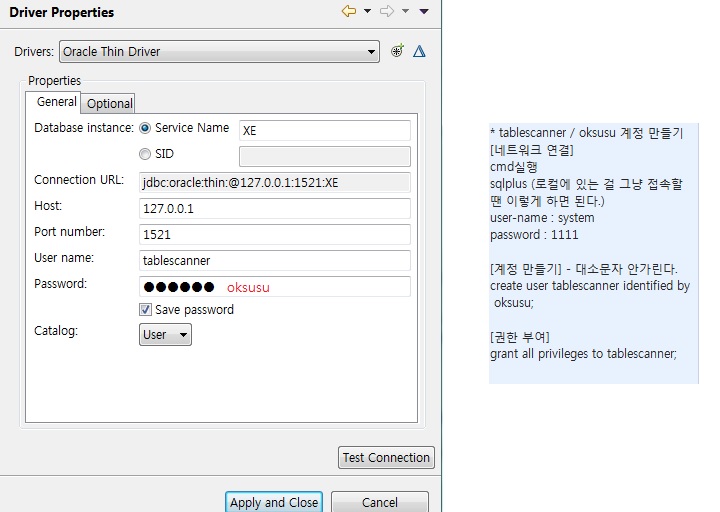 Driver Properties
Drivers: Oracle Thin Driver
Properties
General Optional
Database instance: Service Name XE
SID
Connection URL: jdbc:oracle:thin:@127.0.0.1:1521:XE
Host: 127.0.0.1
Port number: 1521
User name: tablescanner
Password: ●●●●●● oksusu
Save password
Catalog: User
Test Connection
Apply and Close Cancel
* tablescanner / oksusu 계정 만들기
[네트워크 연결]
cmd실행
sqlplus (로컬에 있는 걸 그냥 접속할
땐 이렇게 하면 된다.)
user-name : system
password : 1111
[계정 만들기] - 대소문자 안가린다.
create user tablescanner identified by
oksusu;
[권한 부여]
grant all privileges to tablescanner;